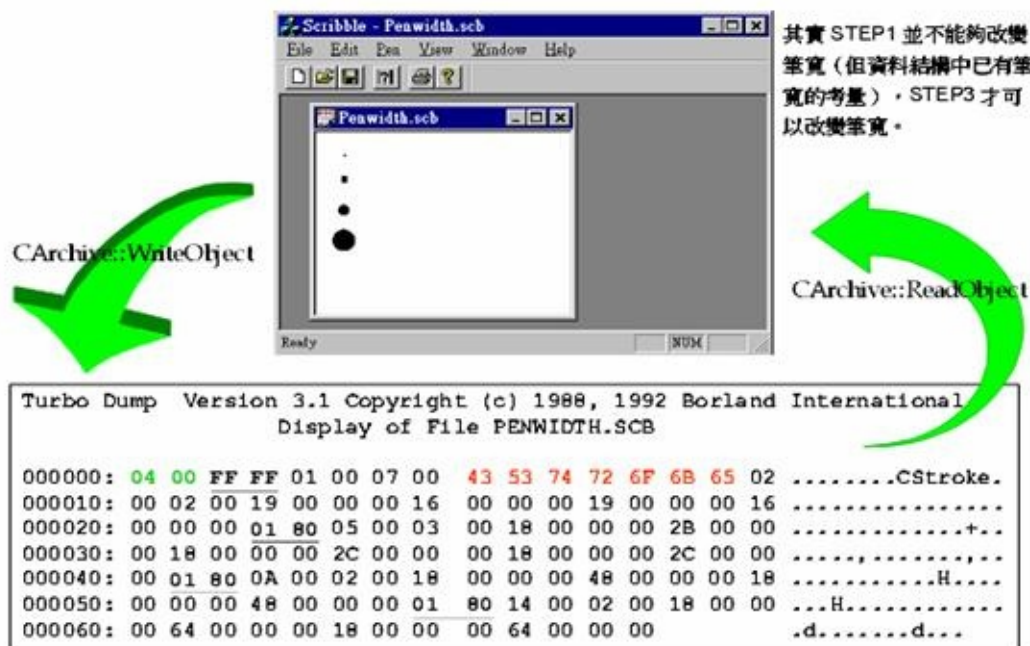 Scribble - Penwidth.scb
File Edit Pen View Window Help
Penwidth.scb
Ready
NUM
其實 STEP1 並不能夠改變
筆寬（但資料結構中已有筆
寬的考量），STEP3 才可
以改變筆寬。
CArchive::WriteObject
CArchive::ReadObject
Turbo Dump Version 3.1 Copyright (c) 1988, 1992 Borland International
Display of File PENWIDTH.SCB
000000: 04 00 FF FF 01 00 07 00 43 53 74 72 6F 6B 65 02 ........CStroke.
000010: 00 02 00 19 00 00 00 16 00 00 00 19 00 00 00 16 ................
000020: 00 00 00 01 80 05 00 03 00 18 00 00 00 2B 00 00 .............+..
000030: 00 18 00 00 00 2C 00 00 00 18 00 00 00 2C 00 00 .....,.......,..
000040: 00 01 80 0A 00 02 00 18 00 00 00 48 00 00 00 18 ...........H....
000050: 00 00 00 48 00 00 00 01 80 14 00 02 00 18 00 00 ...H............
000060: 00 64 00 00 00 18 00 00 00 64 00 00 00 .d.......d...